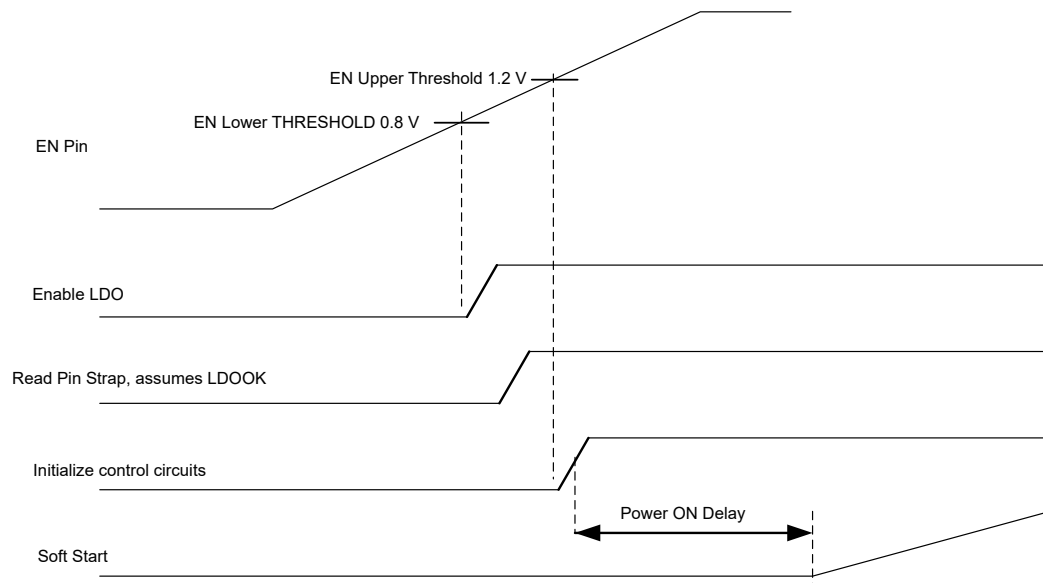 EN Upper Threshold 1.2 V
EN Lower THRESHOLD 0.8 V
EN Pin
Enable LDO
Read Pin Strap, assumes LDOOK
Initialize control circuits
Power ON Delay
Soft Start